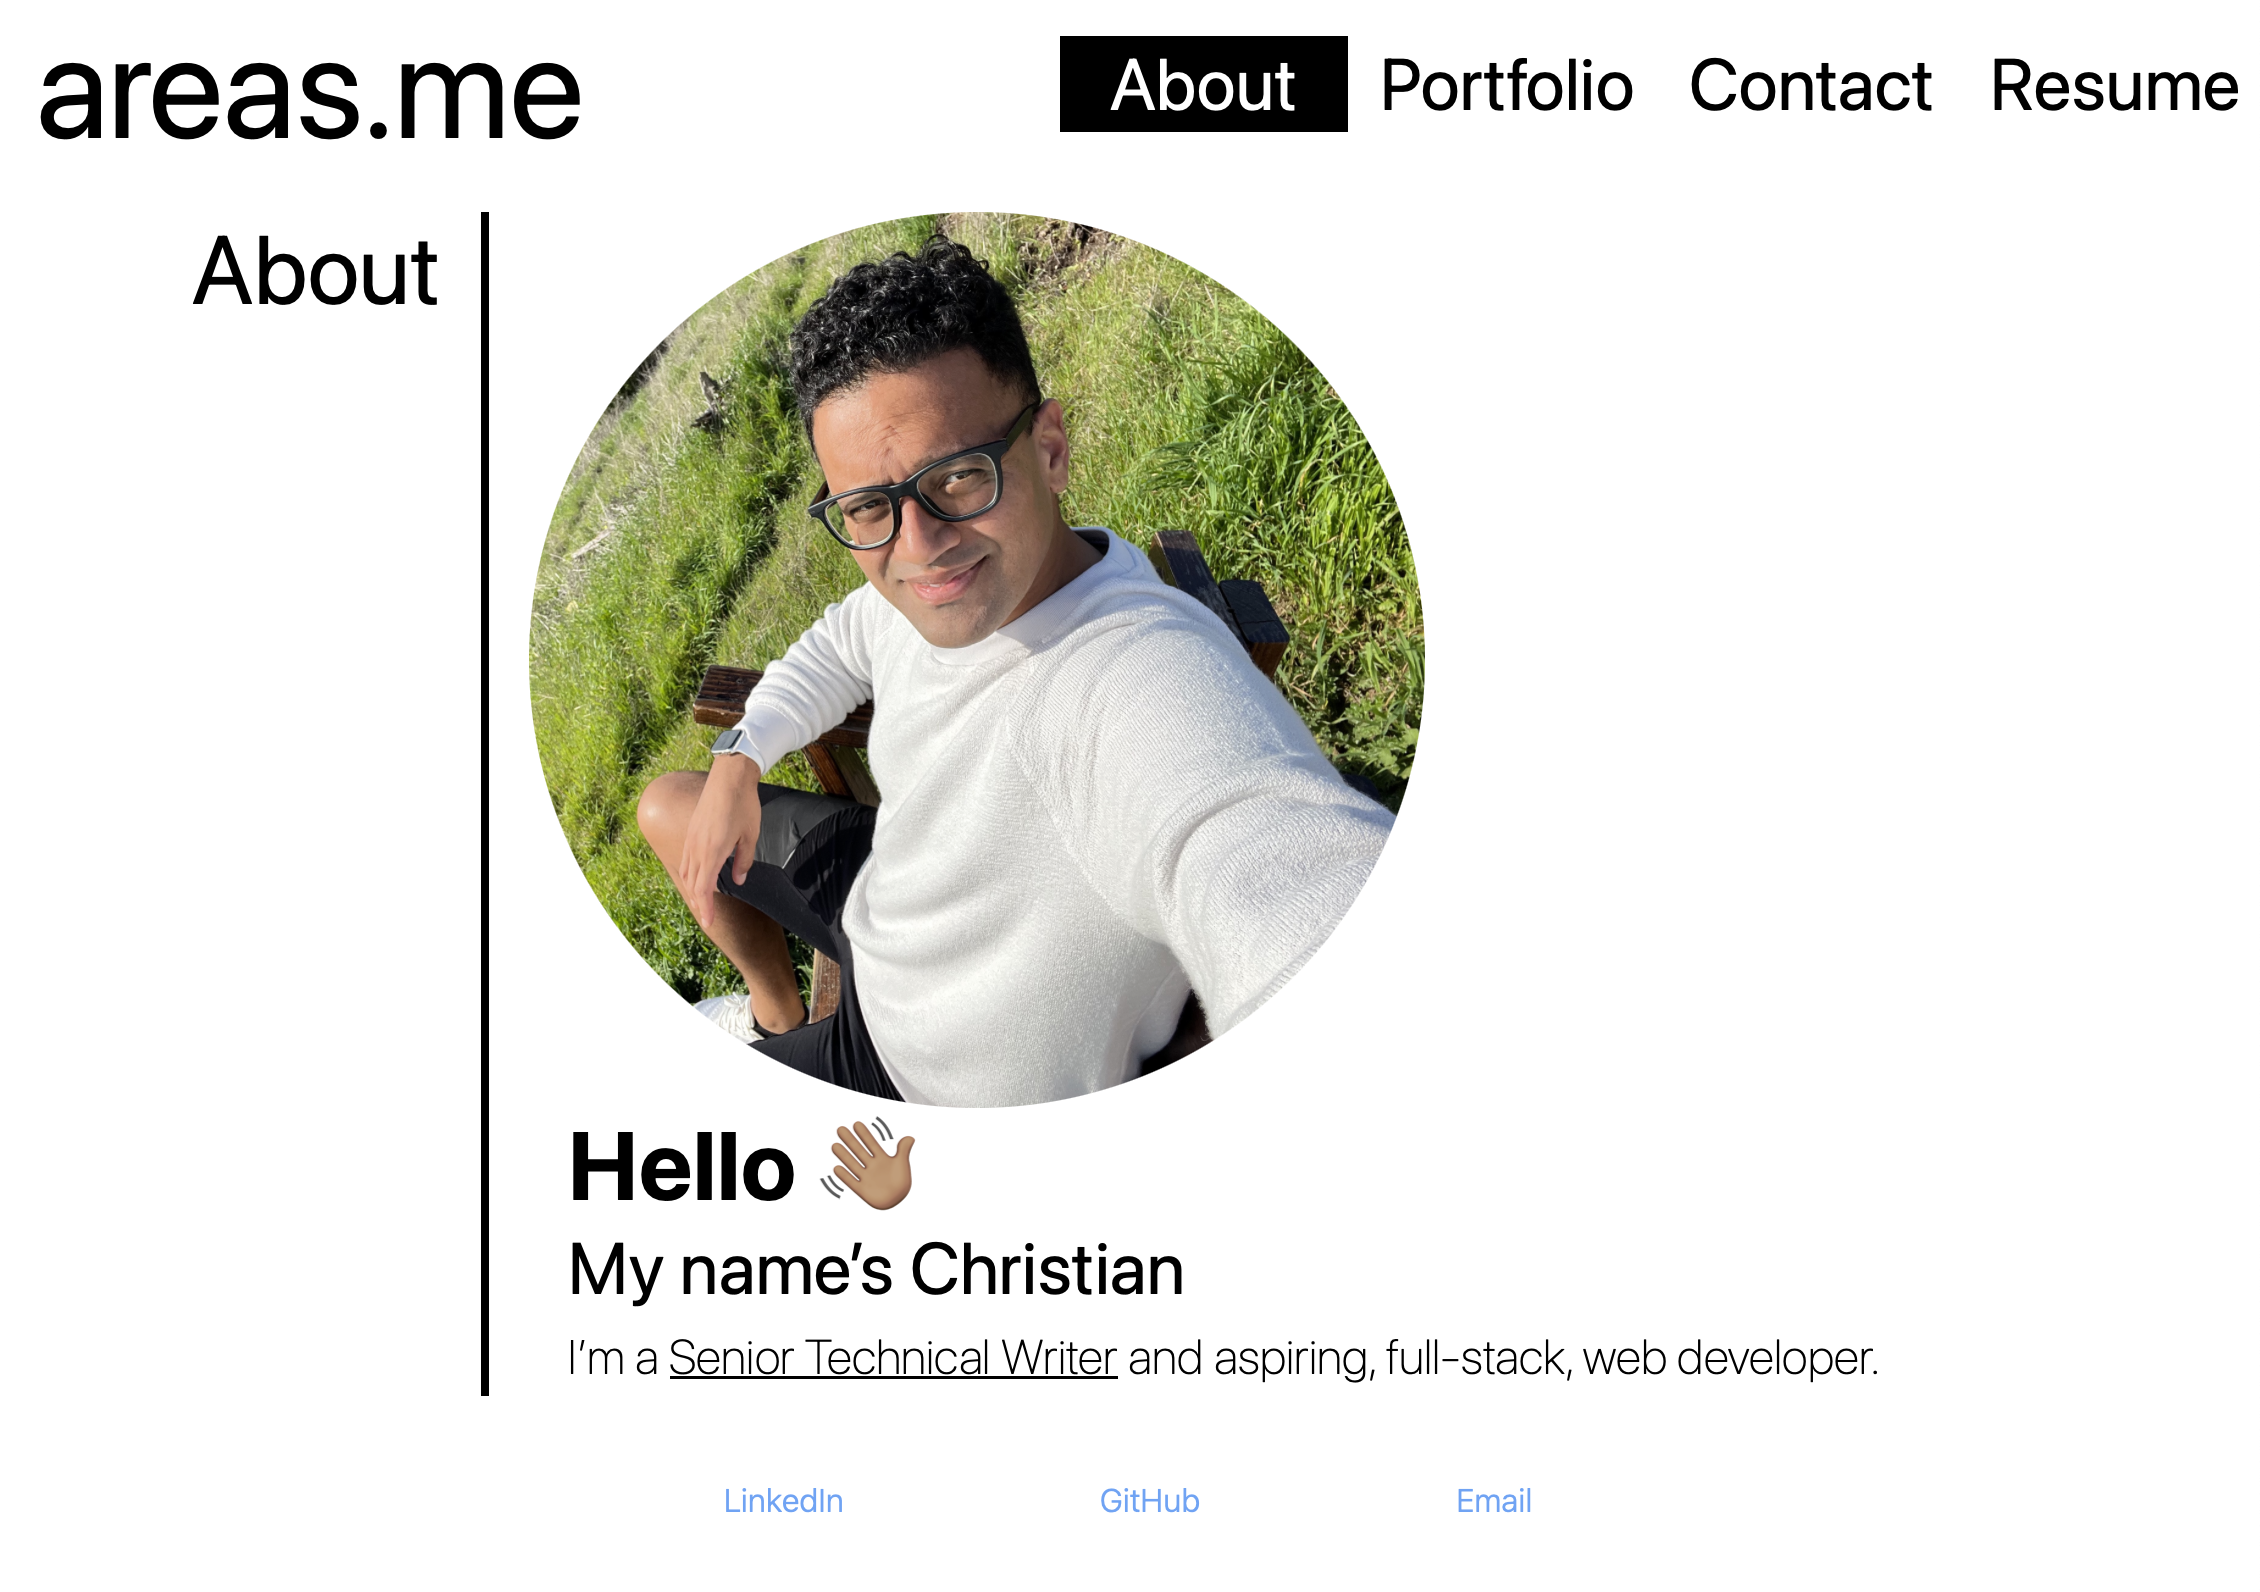 areas.me
About Portfolio Contact Resume
About
Hello 👋🏽
My name’s Christian
I’m a Senior Technical Writer and aspiring, full-stack, web developer.
LinkedIn GitHub Email